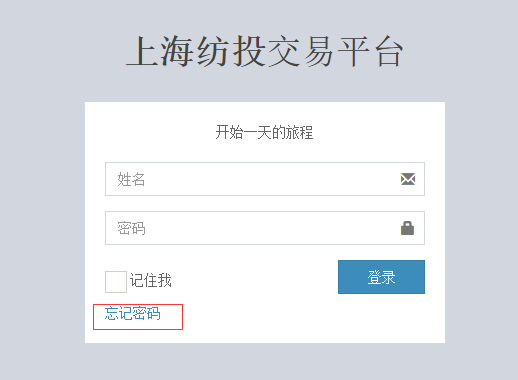 上海纺投交易平台
开始一天的旅程
姓名
密码
记住我
登录
忘记密码